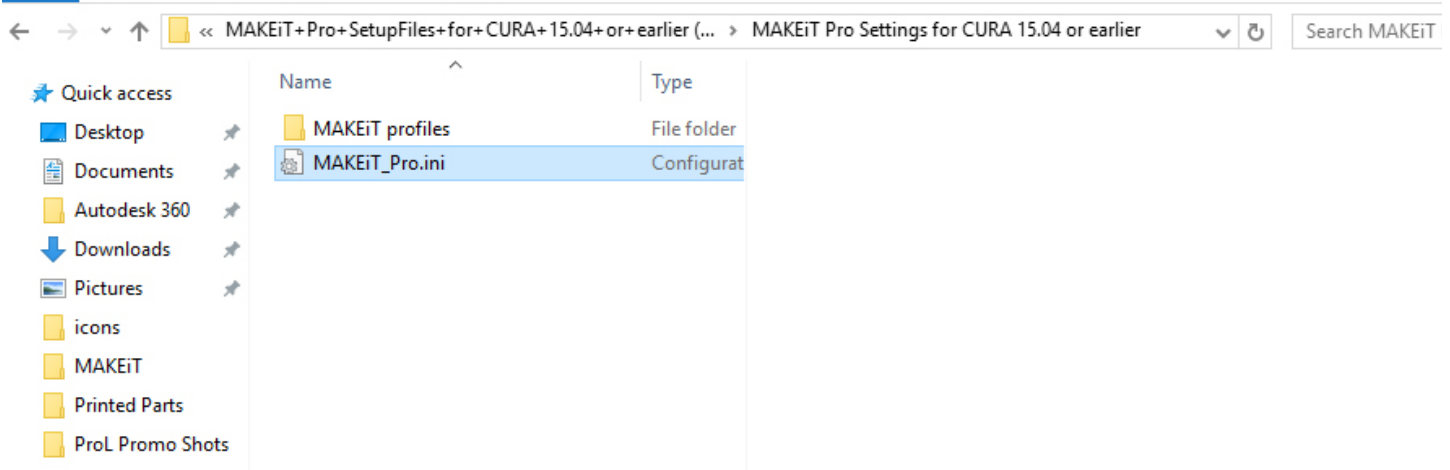 « MAKEiT+Pro+SetupFiles+for+CURA+15.04+or+earlier (... › MAKEiT Pro Settings for CURA 15.04 or earlier
Search MAKEiT
Quick access
Desktop
Documents
Autodesk 360
Downloads
Pictures
icons
MAKEiT
Printed Parts
ProL Promo Shots
Name Type
MAKEiT profiles File folder
MAKEiT_Pro.ini Configurat